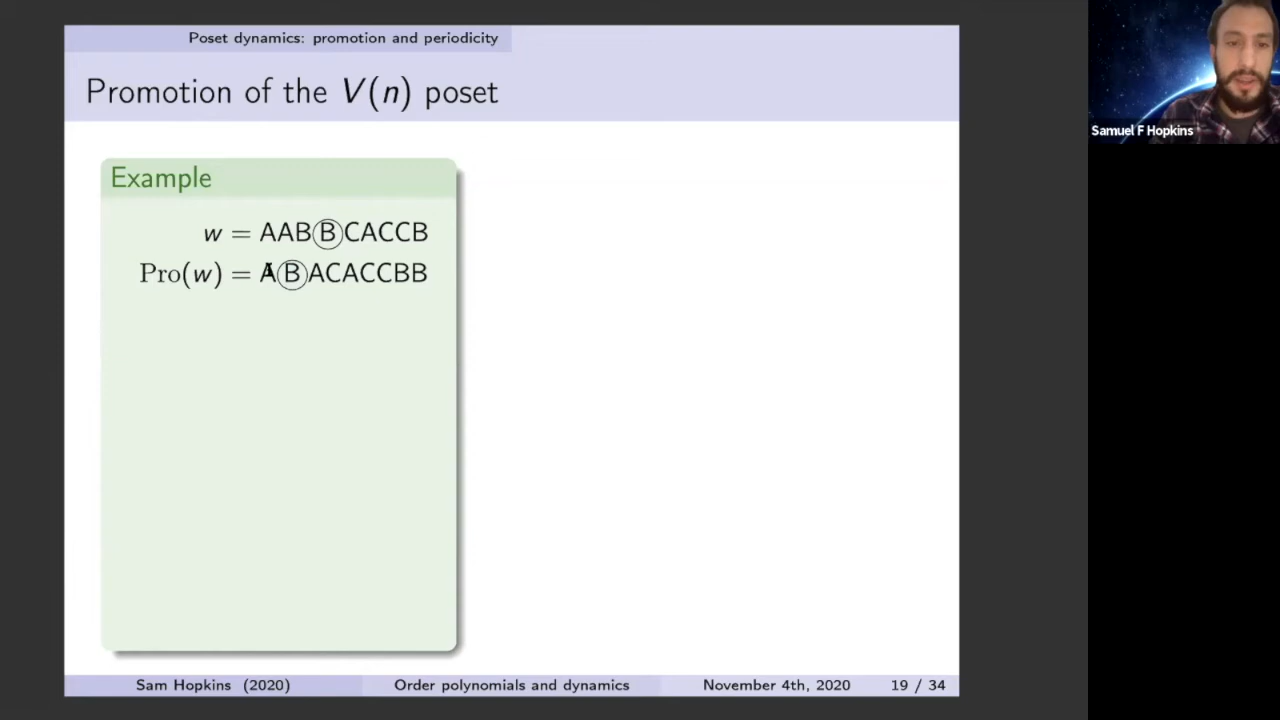 Poset dynamics: promotion and periodicity
Promotion of the V(n) poset
Example
w = AABⒷCACCB
Pro(w) = AⒷACACCBB
Sam Hopkins (2020) Order polynomials and dynamics November 4th, 2020 19 / 34
Samuel F Hopkins